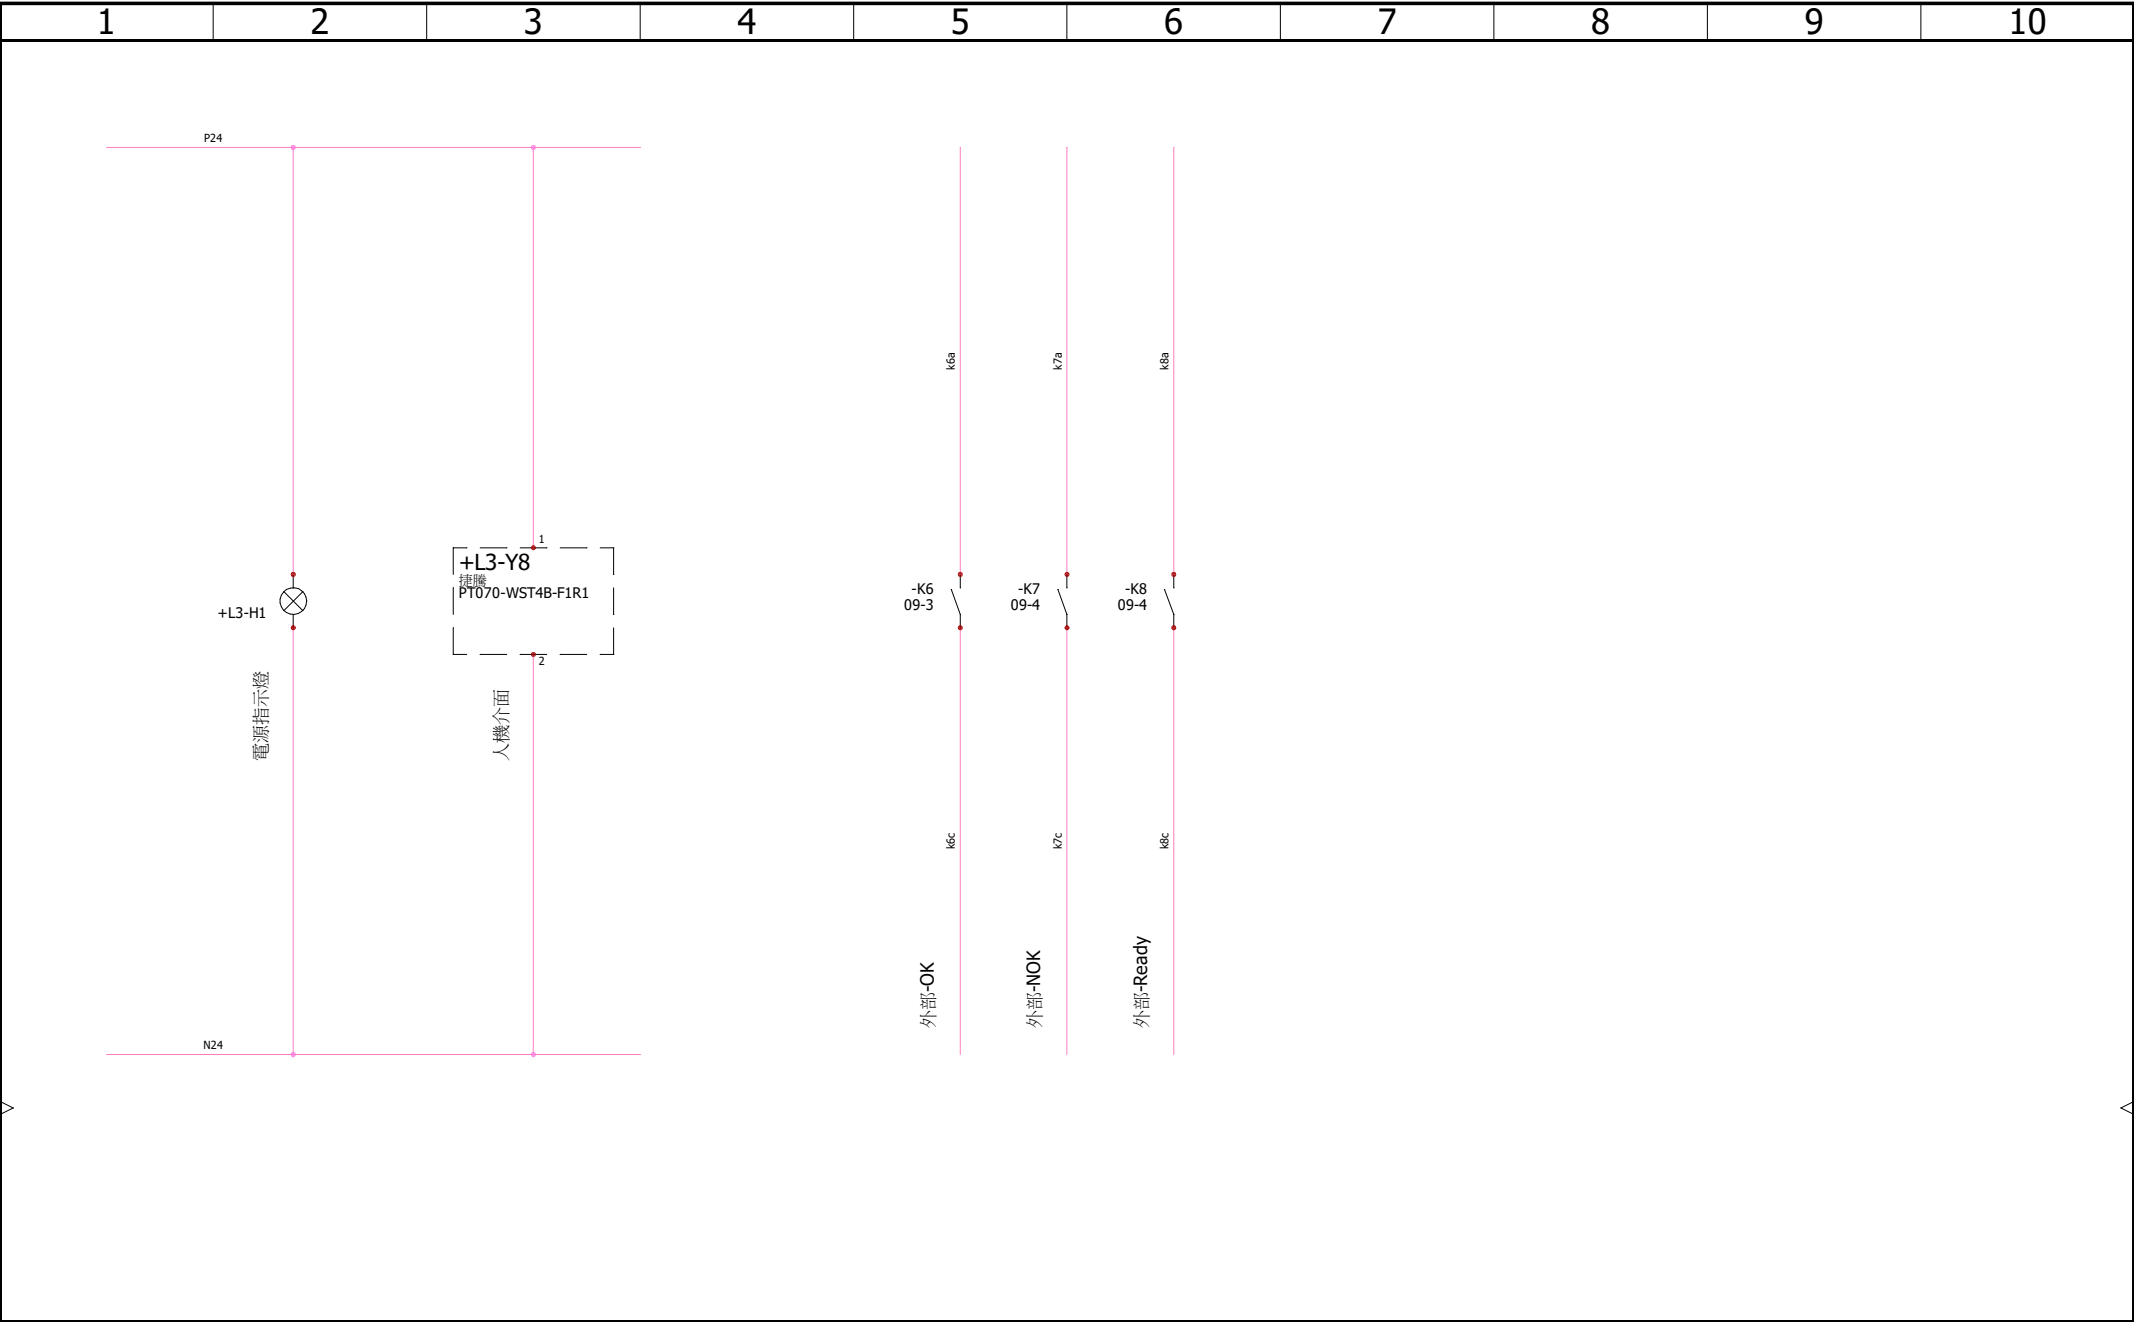 1 2 3 4 5 6 7 8 9 10
P24
k6a
k7a
k8a
1
+L3-Y8
捷騰
PT070-WST4B-F1R1
2
+L3-H1
電源指示燈
人機介面
-K6
09-3
-K7
09-4
-K8
09-4
k6c
k7c
k8c
外部-OK
外部-NOK
外部-Ready
N24